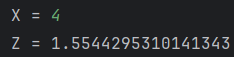 X = 4
Z = 1.5544295310141343